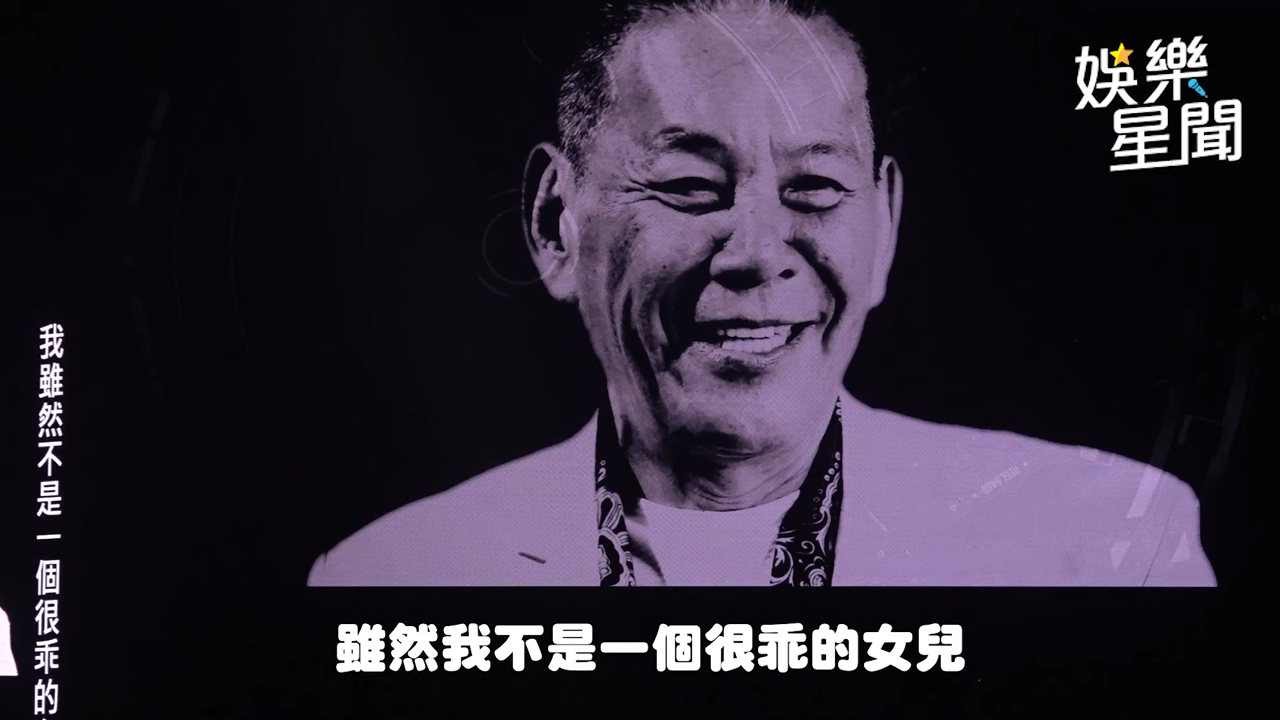 娛樂
星聞
我雖然不是一個很乖的
雖然我不是一個很乖的女兒